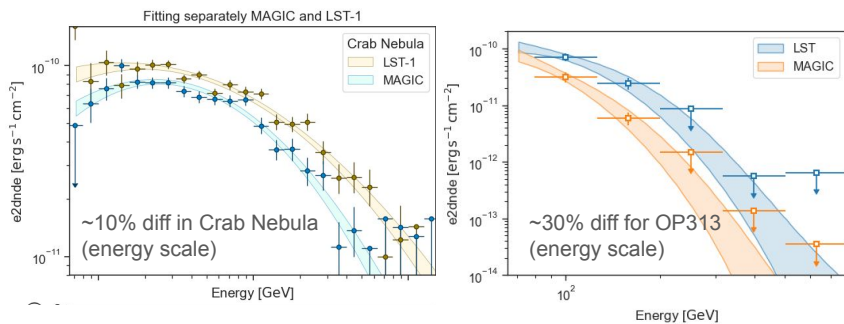 Fitting separately MAGIC and LST-1
e2dnde [erg s⁻¹ cm⁻²]
10⁻¹⁰
10⁻¹¹
Crab Nebula
LST-1
MAGIC
~10% diff in Crab Nebula
(energy scale)
Energy [GeV]
e2dnde [erg s⁻¹ cm⁻²]
10⁻¹⁰
10⁻¹¹
10⁻¹²
10⁻¹³
10⁻¹⁴
LST
MAGIC
~30% diff for OP313
(energy scale)
10²
Energy [GeV]